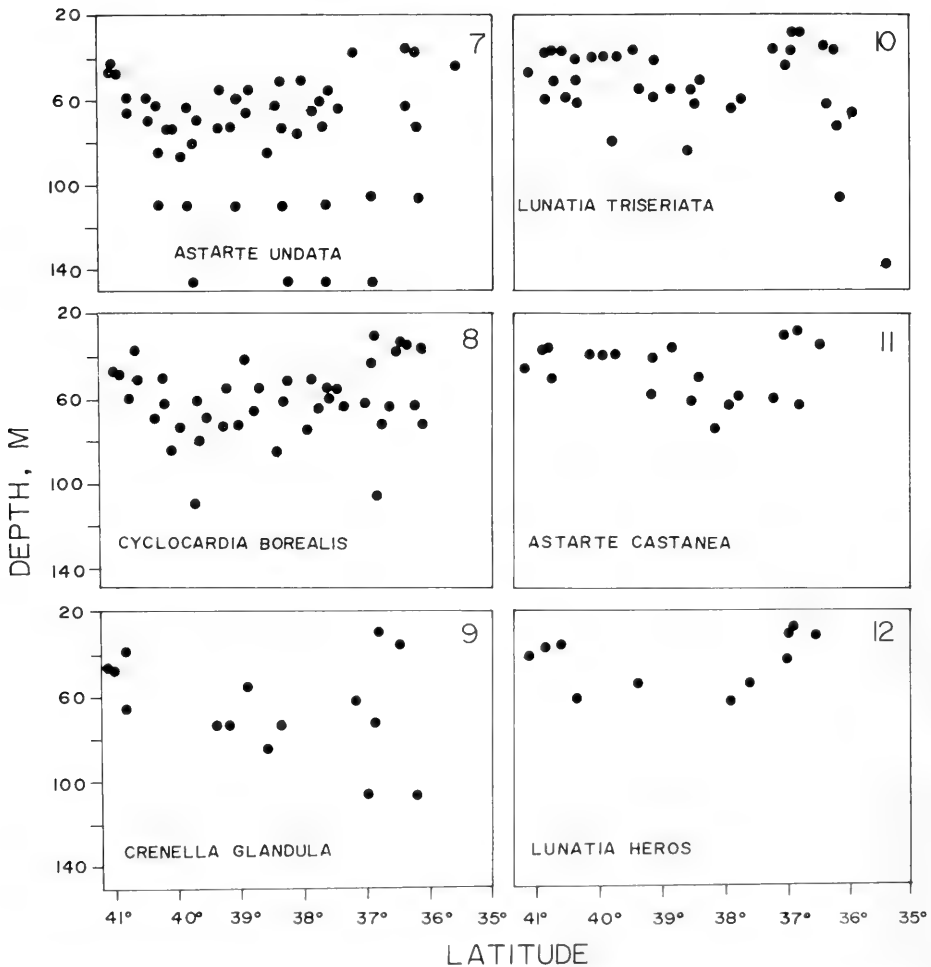 DEPTH, M
20
60
100
140
7
ASTARTE UNDATA
10
LUNATIA TRISERIATA
20
60
100
140
8
CYCLOCARDIA BOREALIS
11
ASTARTE CASTANEA
20
60
100
140
9
CRENELLA GLANDULA
12
LUNATIA HEROS
41° 40° 39° 38° 37° 36° 35°
41° 40° 39° 38° 37° 36° 35°
LATITUDE